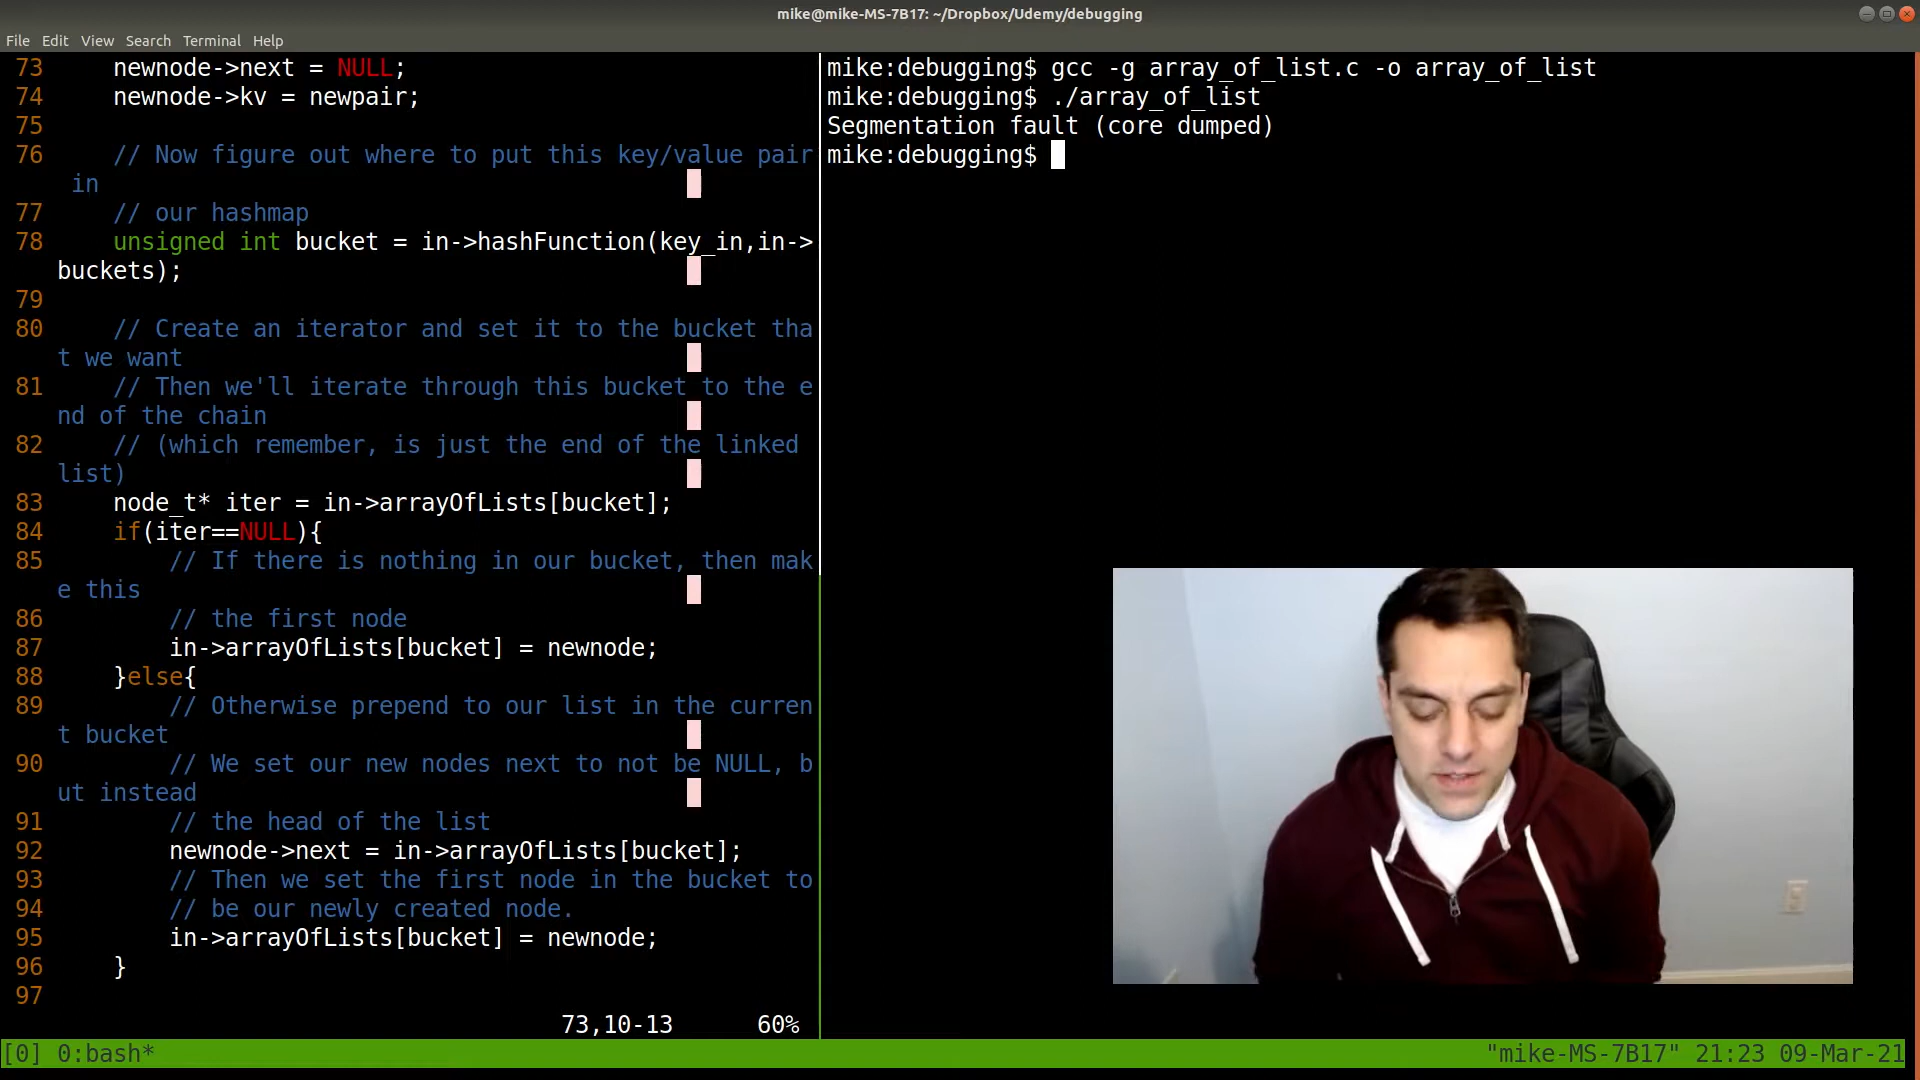 mike@mike-MS-7B17: ~/Dropbox/Udemy/debugging
File Edit View Search Terminal Help
73     newnode->next = NULL;
74     newnode->kv = newpair;
75
76     // Now figure out where to put this key/value pair
 in
77     // our hashmap
78     unsigned int bucket = in->hashFunction(key_in,in->
buckets);
79
80     // Create an iterator and set it to the bucket tha
t we want
81     // Then we'll iterate through this bucket to the e
nd of the chain
82     // (which remember, is just the end of the linked
list)
83     node_t* iter = in->arrayOfLists[bucket];
84     if(iter==NULL){
85         // If there is nothing in our bucket, then mak
e this
86         // the first node
87         in->arrayOfLists[bucket] = newnode;
88     }else{
89         // Otherwise prepend to our list in the curren
t bucket
90         // We set our new nodes next to not be NULL, b
ut instead
91         // the head of the list
92         newnode->next = in->arrayOfLists[bucket];
93         // Then we set the first node in the bucket to
94         // be our newly created node.
95         in->arrayOfLists[bucket] = newnode;
96     }
97
73,10-13      60%
mike:debugging$ gcc -g array_of_list.c -o array_of_list
mike:debugging$ ./array_of_list
Segmentation fault (core dumped)
mike:debugging$
[0] 0:bash*
"mike-MS-7B17" 21:23 09-Mar-21